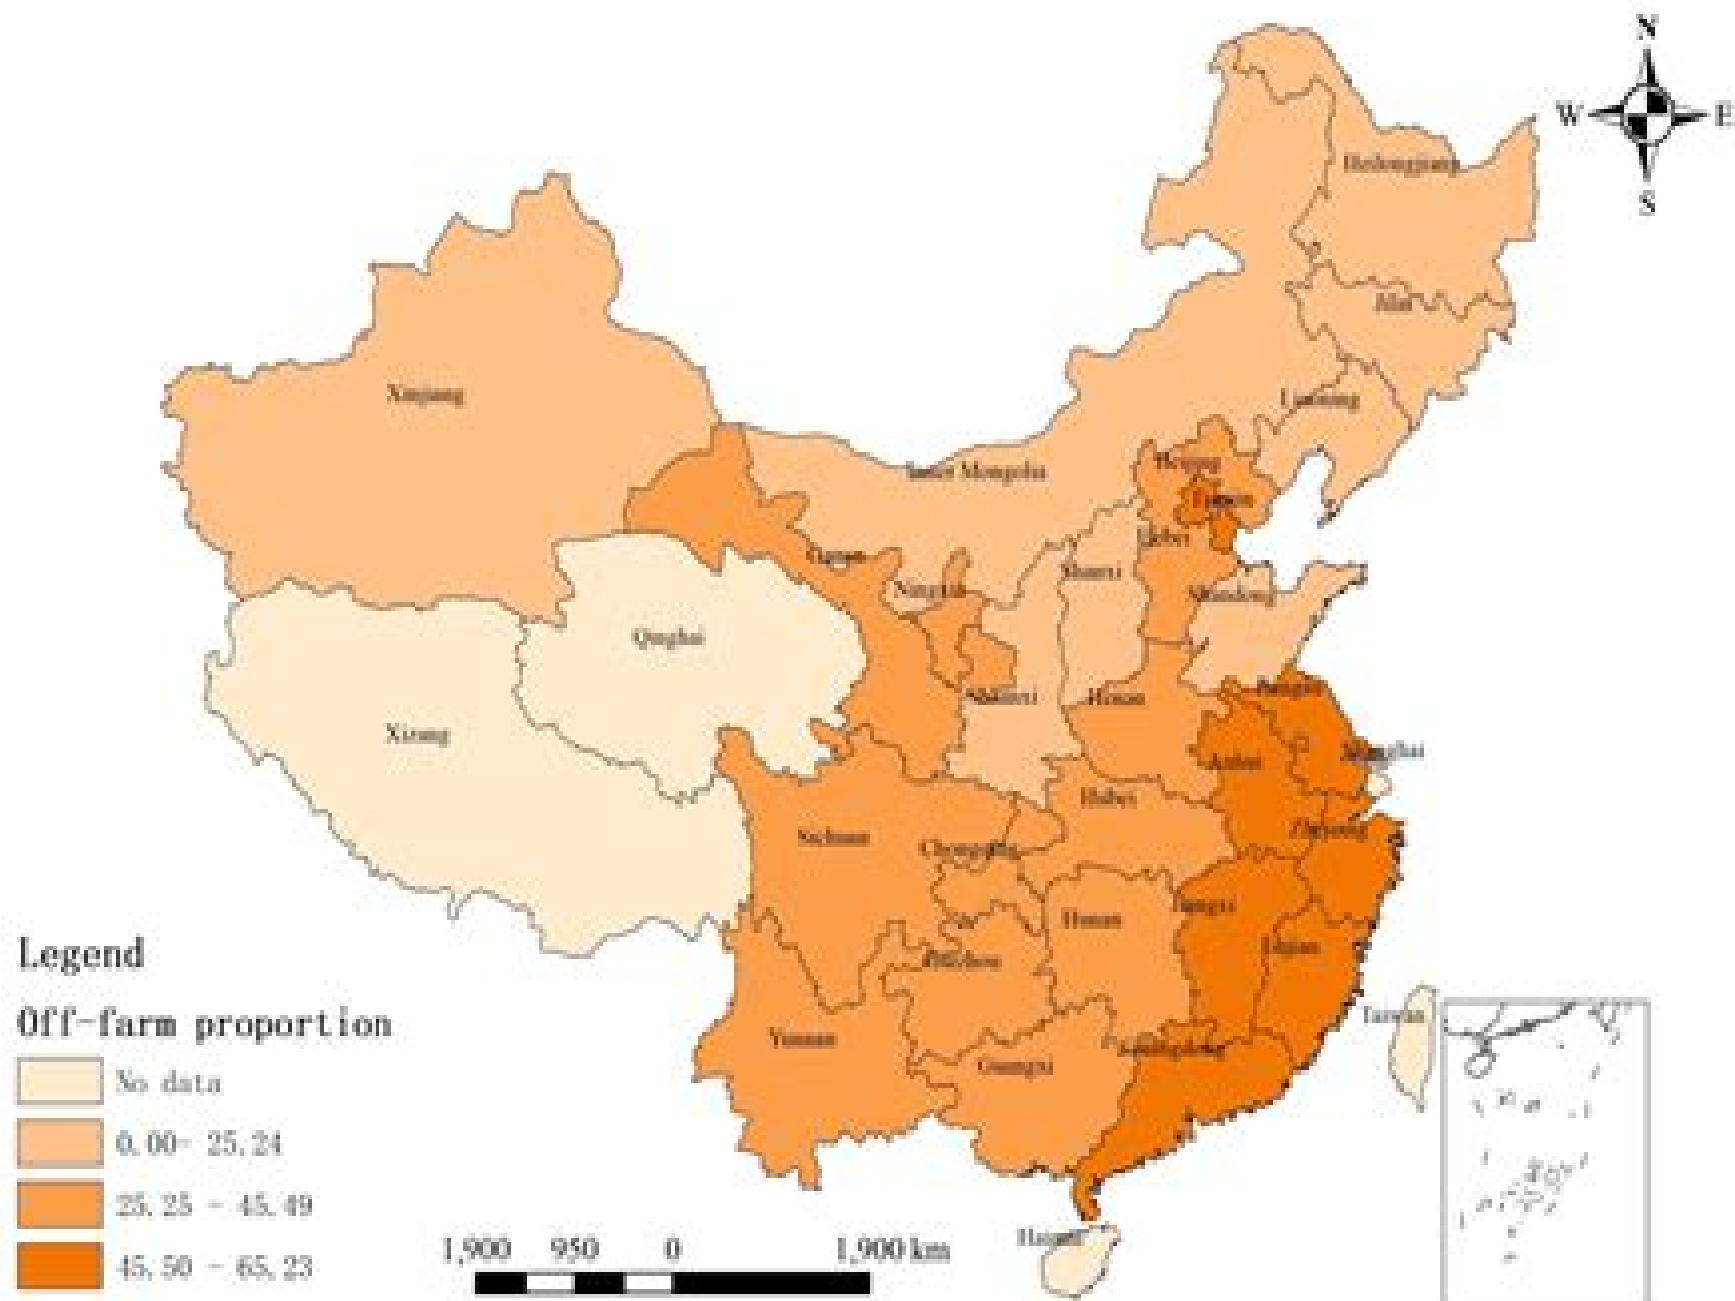 N
W
E
S
Heilongjiang
Jilin
Liaoning
Xinjiang
Inner Mongolia
Beijing
Tianjin
Hebei
Gansu
Ningxia
Shanxi
Shandong
Qinghai
Shaanxi
Henan
Jiangsu
Xizang
Anhui
Shanghai
Hubei
Sichuan
Chongqing
Zhejiang
Hunan
Jiangxi
Fujian
Guizhou
Taiwan
Yunnan
Guangxi
Guangdong
Hainan
Legend
Off-farm proportion
No data
0.00- 25.24
25.25 - 45.49
45.50 - 65.23
1,900 950 0 1,900 km